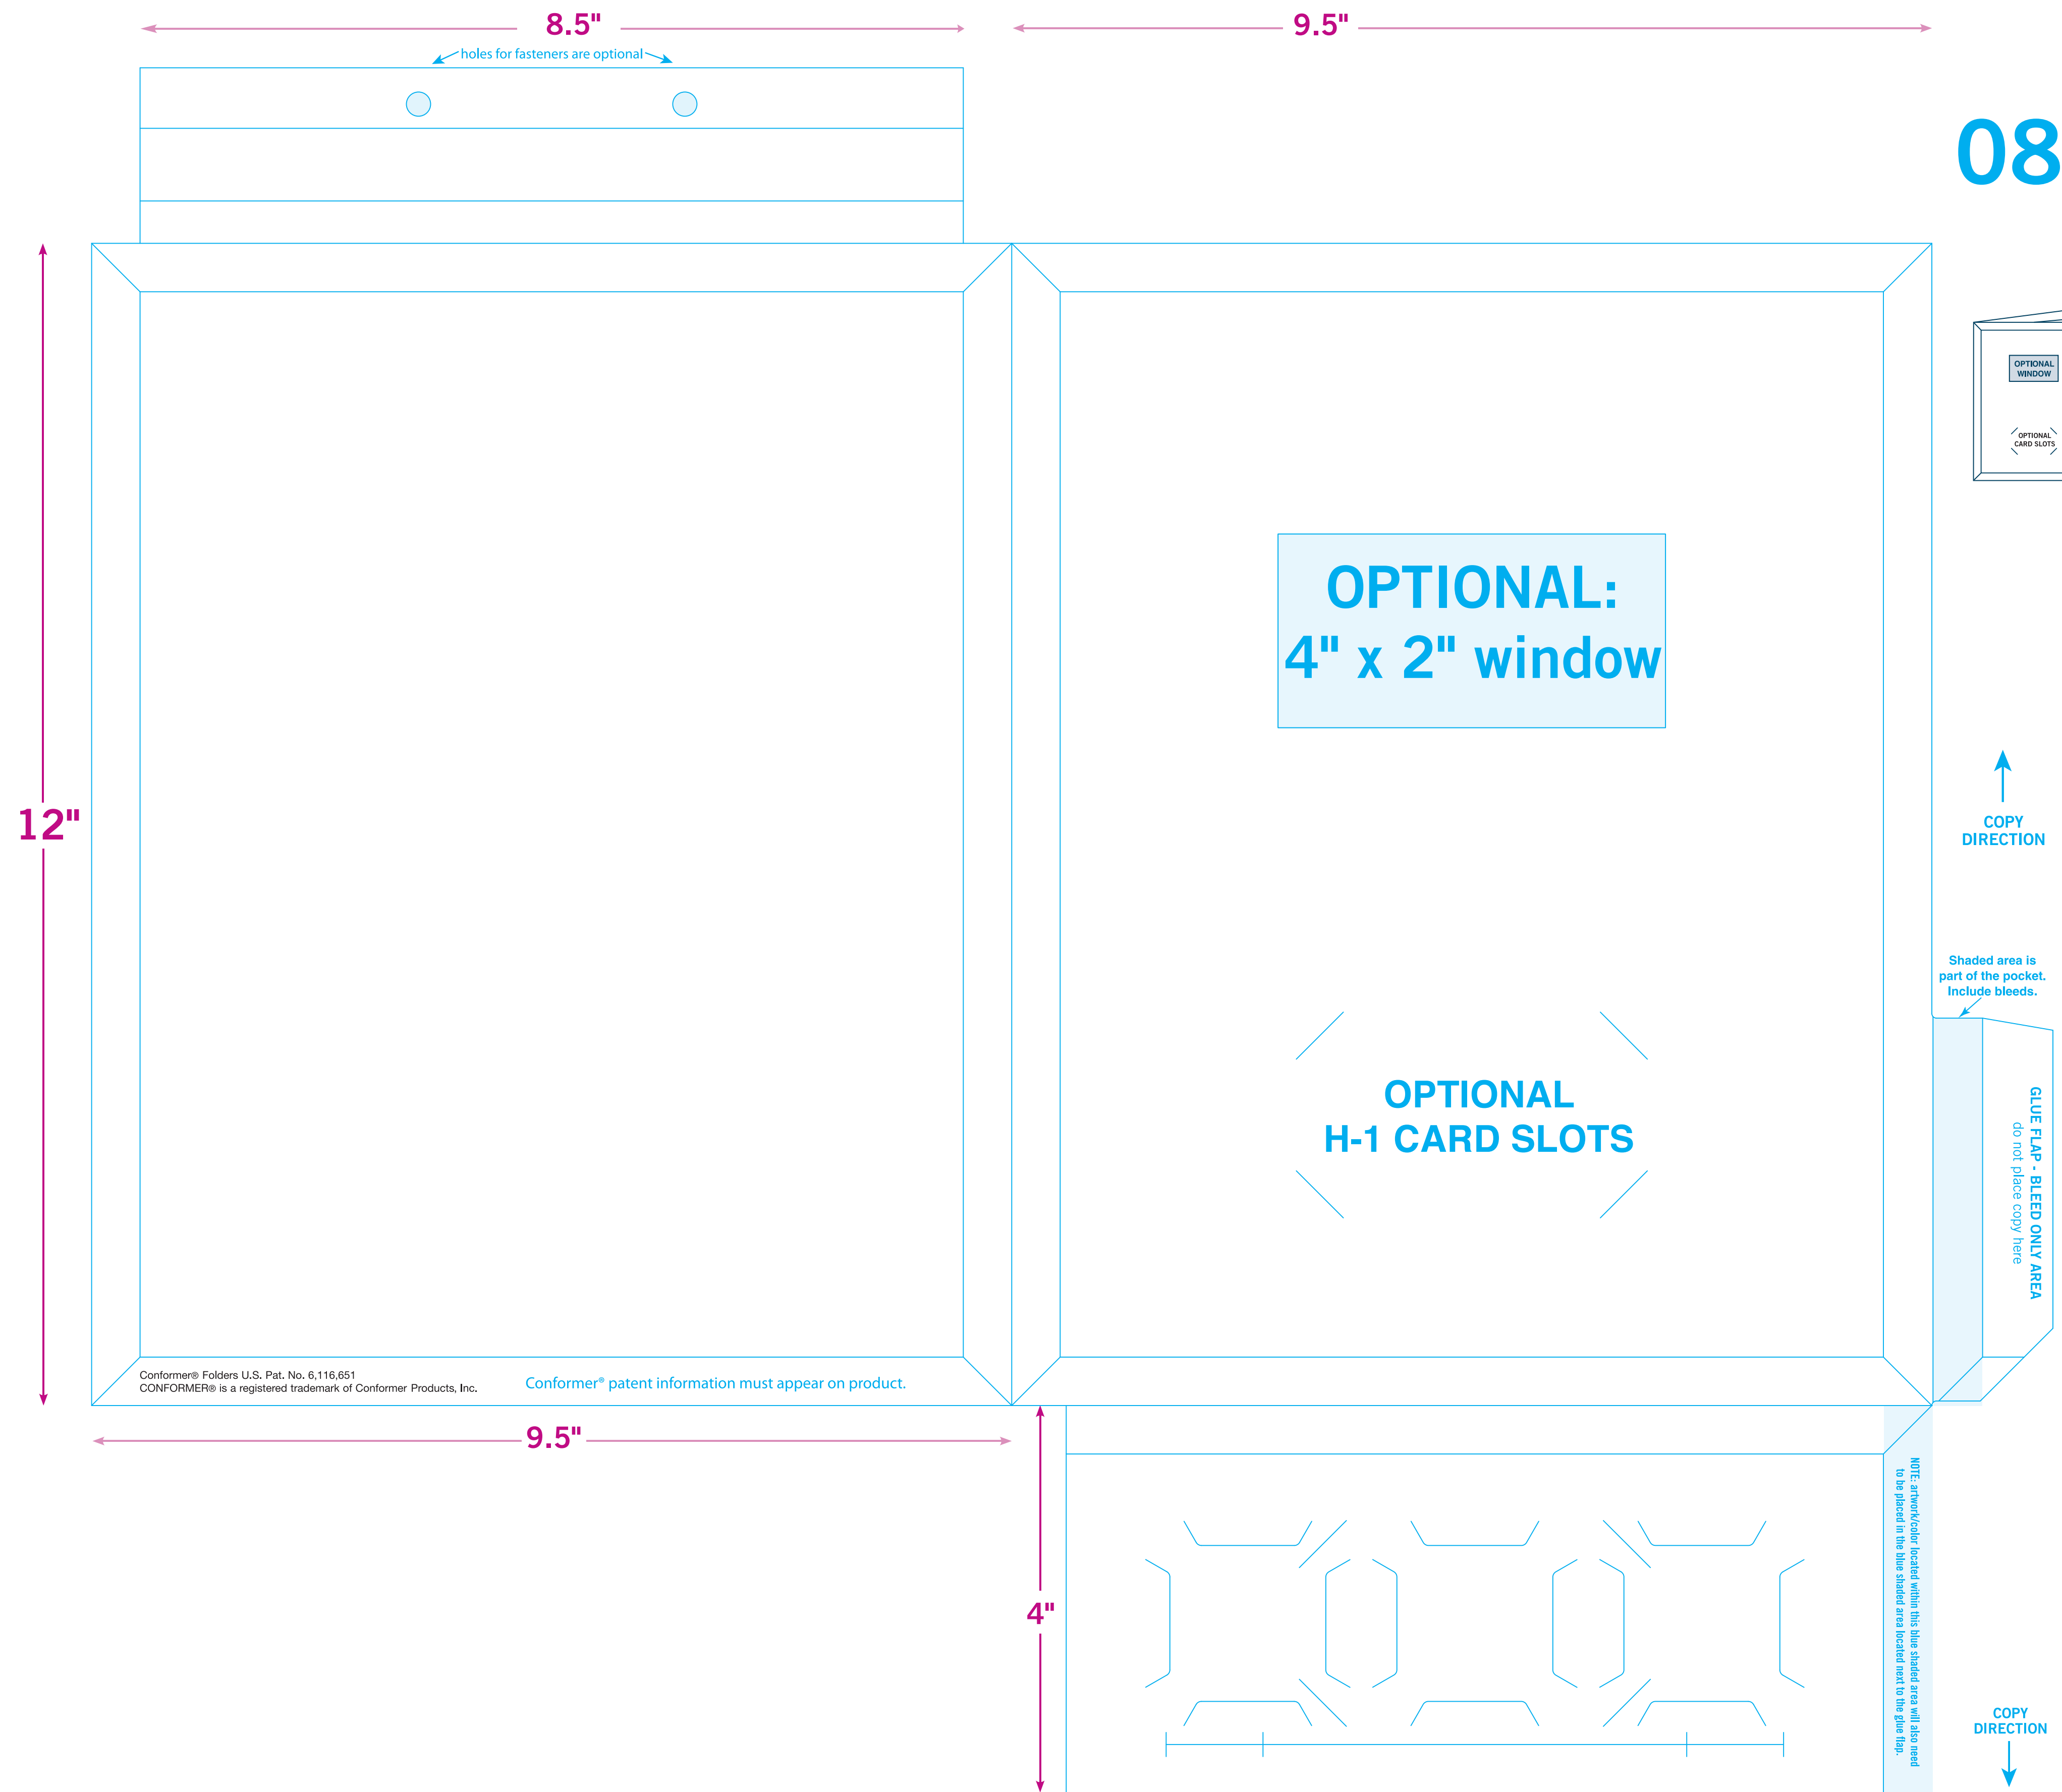 8.5"
9.5"
holes for fasteners are optional
08
OPTIONAL
WINDOW
OPTIONAL
CARD SLOTS
OPTIONAL:
4" x 2" window
12"
COPY
DIRECTION
Shaded area is
part of the pocket.
Include bleeds.
OPTIONAL
H-1 CARD SLOTS
GLUE FLAP - BLEED ONLY AREA
do not place copy here
Conformer® Folders U.S. Pat. No. 6,116,651
CONFORMER® is a registered trademark of Conformer Products, Inc.
Conformer® patent information must appear on product.
9.5"
4"
NOTE: artwork/color located within this blue shaded area will also need
to be placed in the blue shaded area located next to the glue flap.
COPY
DIRECTION